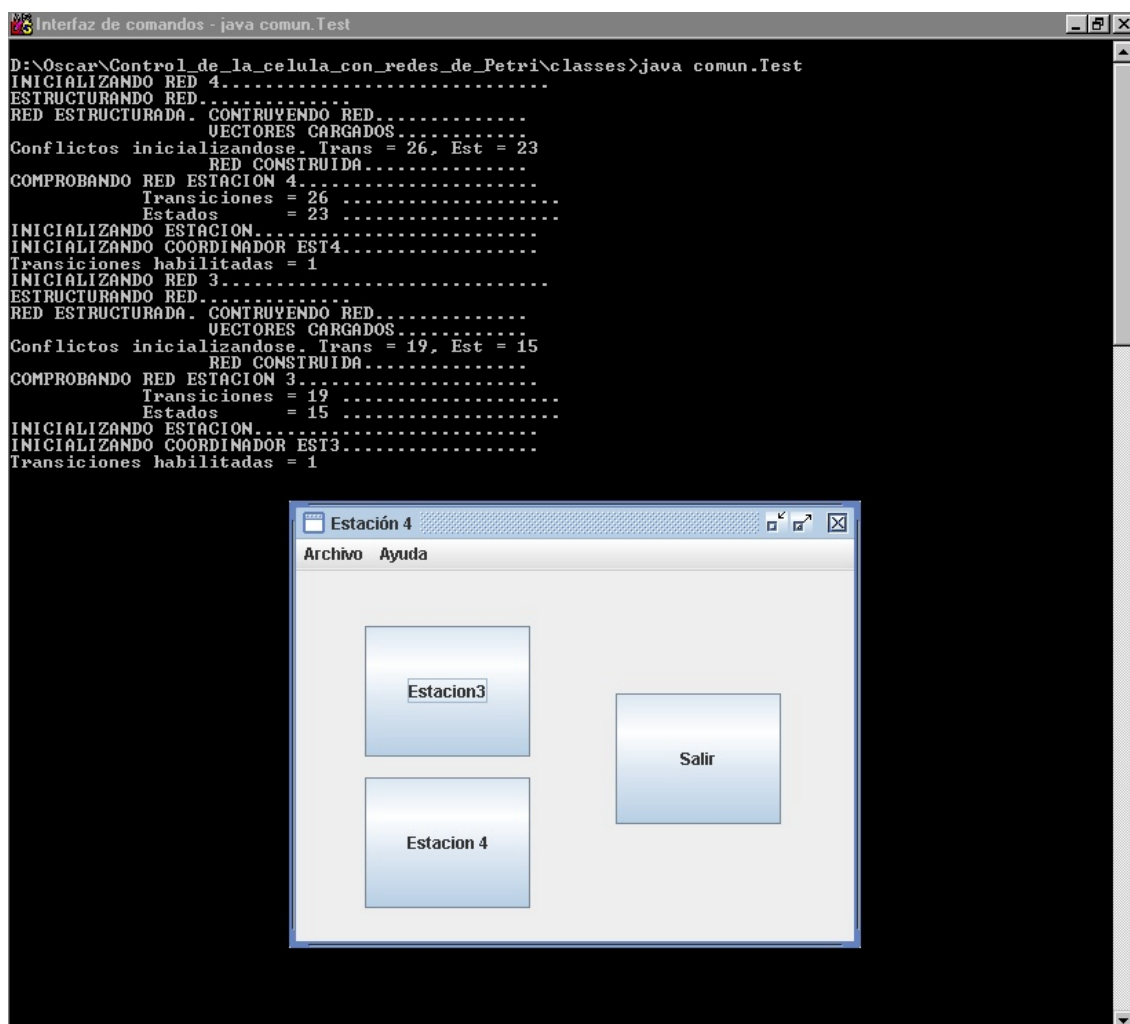 Interfaz de comandos - java comun.Test
D:\Oscar\Control_de_la_celula_con_redes_de_Petri\classes>java comun.Test
INICIALIZANDO RED 4.............................
ESTRUCTURANDO RED..............
RED ESTRUCTURADA. CONTRUYENDO RED..............
VECTORES CARGADOS............
Conflictos inicializandose. Trans = 26, Est = 23
RED CONSTRUIDA...............
COMPROBANDO RED ESTACION 4......................
Transiciones = 26 ....................
Estados = 23 ....................
INICIALIZANDO ESTACION..........................
INICIALIZANDO COORDINADOR EST4..................
Transiciones habilitadas = 1
INICIALIZANDO RED 3.............................
ESTRUCTURANDO RED..............
RED ESTRUCTURADA. CONTRUYENDO RED..............
VECTORES CARGADOS............
Conflictos inicializandose. Trans = 19, Est = 15
RED CONSTRUIDA...............
COMPROBANDO RED ESTACION 3......................
Transiciones = 19 ....................
Estados = 15 ....................
INICIALIZANDO ESTACION..........................
INICIALIZANDO COORDINADOR EST3..................
Transiciones habilitadas = 1
Estación 4
Archivo Ayuda
Estacion3
Salir
Estacion 4